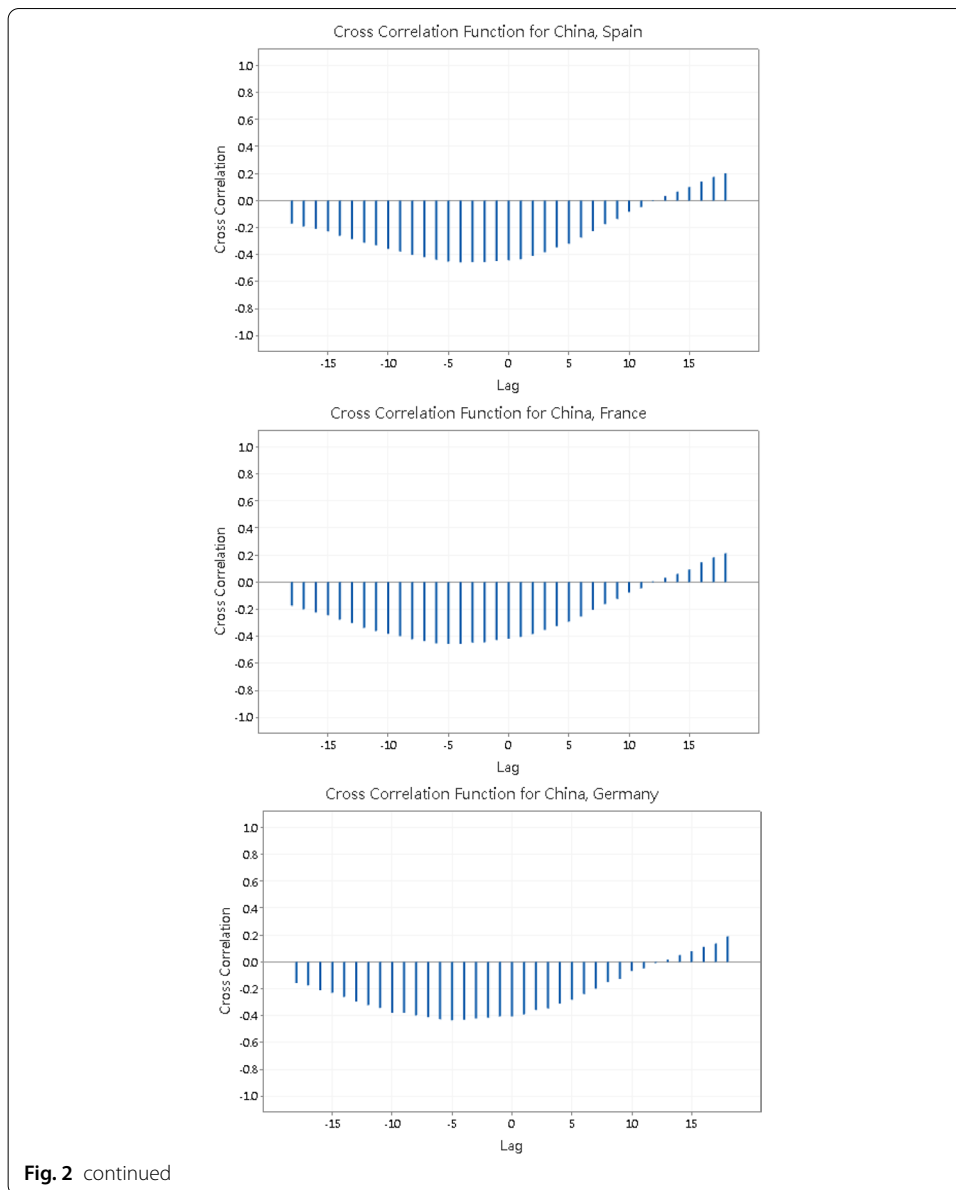 Cross Correlation Function for China, Spain
1.0
0.8
0.6
0.4
0.2
0.0
-0.2
-0.4
-0.6
-0.8
-1.0
Cross Correlation
-15 -10 -5 0 5 10 15
Lag
Cross Correlation Function for China, France
1.0
0.8
0.6
0.4
0.2
0.0
-0.2
-0.4
-0.6
-0.8
-1.0
Cross Correlation
-15 -10 -5 0 5 10 15
Lag
Cross Correlation Function for China, Germany
1.0
0.8
0.6
0.4
0.2
0.0
-0.2
-0.4
-0.6
-0.8
-1.0
Cross Correlation
-15 -10 -5 0 5 10 15
Lag
Fig. 2 continued